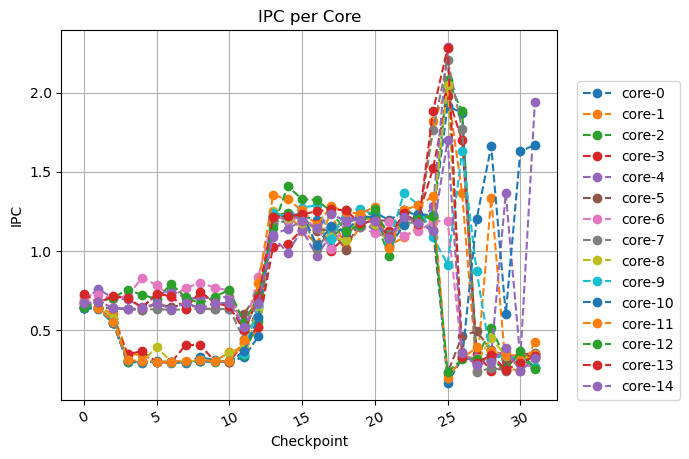 IPC per Core
IPC
2.0
1.5
1.0
0.5
0
5
10
15
20
25
30
Checkpoint
core-0
core-1
core-2
core-3
core-4
core-5
core-6
core-7
core-8
core-9
core-10
core-11
core-12
core-13
core-14